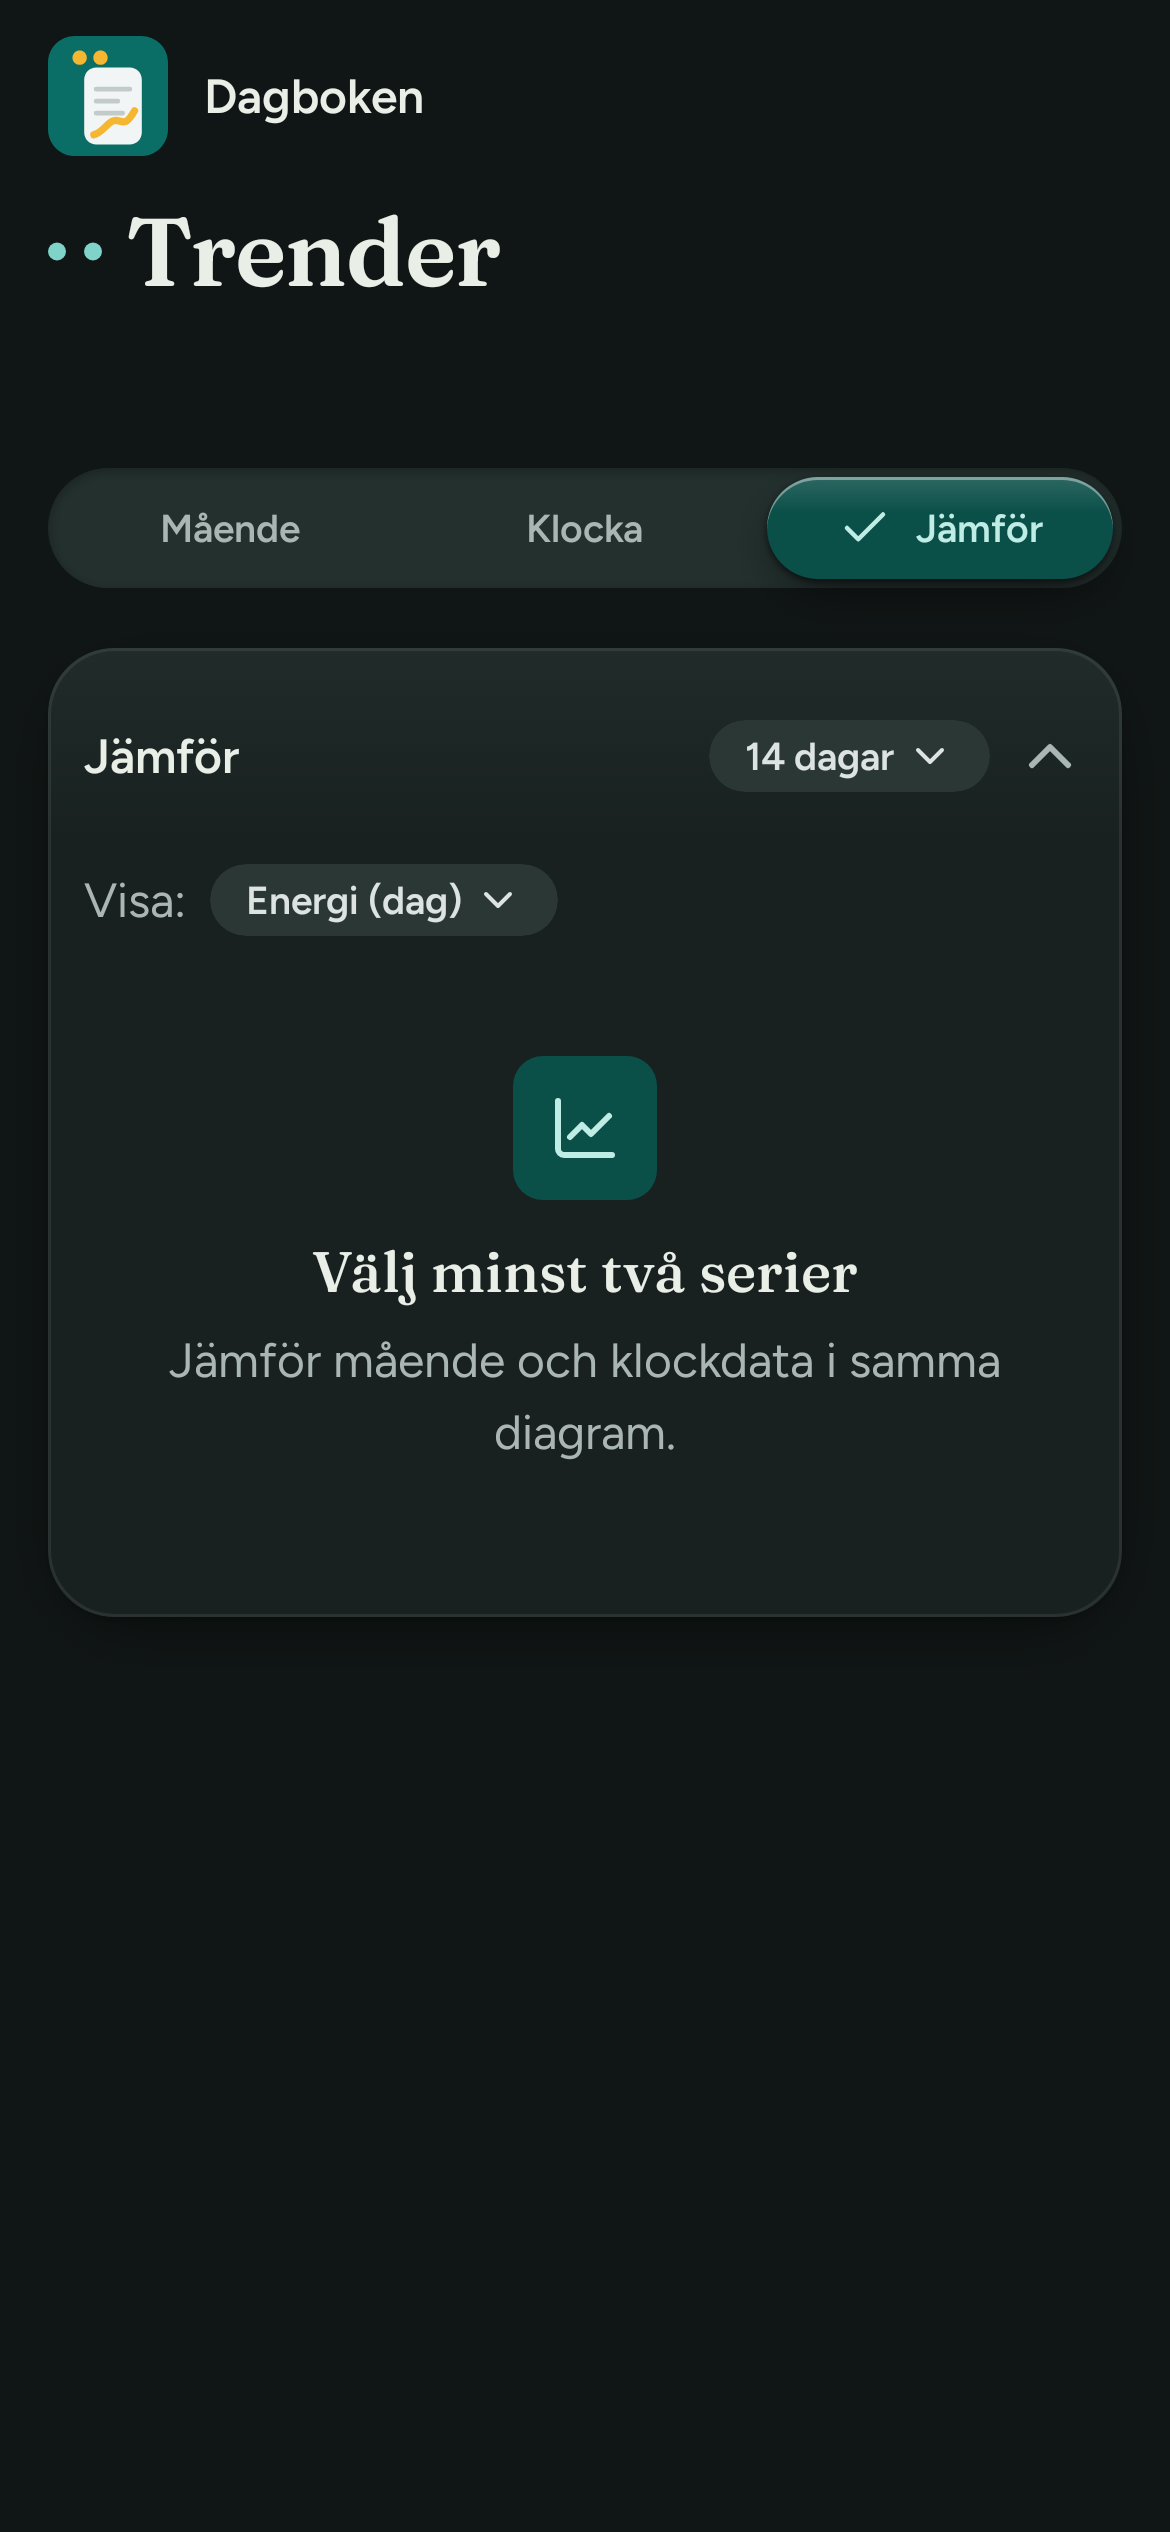 Dagboken
Trender
Mående
Klocka
Jämför
Jämför
14 dagar
Visa:
Energi (dag)
Välj minst två serier
Jämför mående och klockdata i samma
diagram.